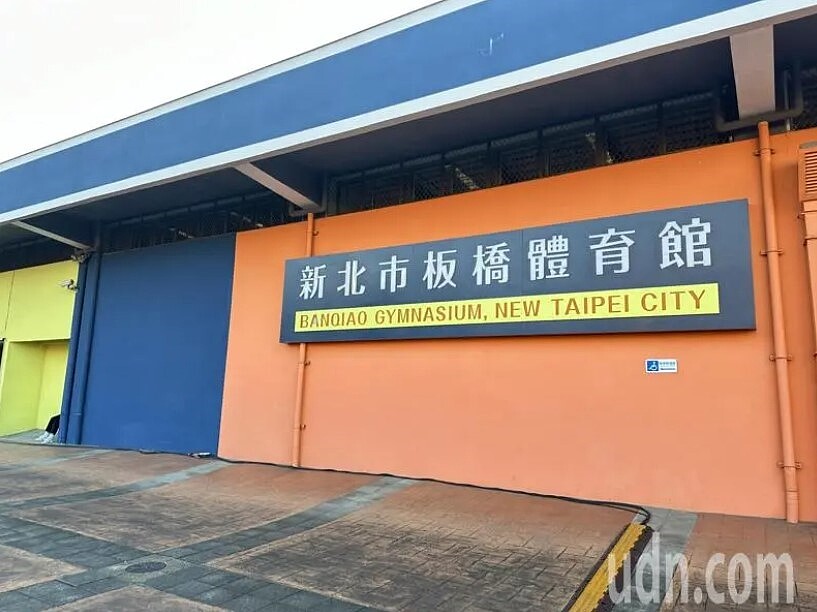 新北市板橋體育館
BANQIAO GYMNASIUM, NEW TAIPEI CITY
udn.com